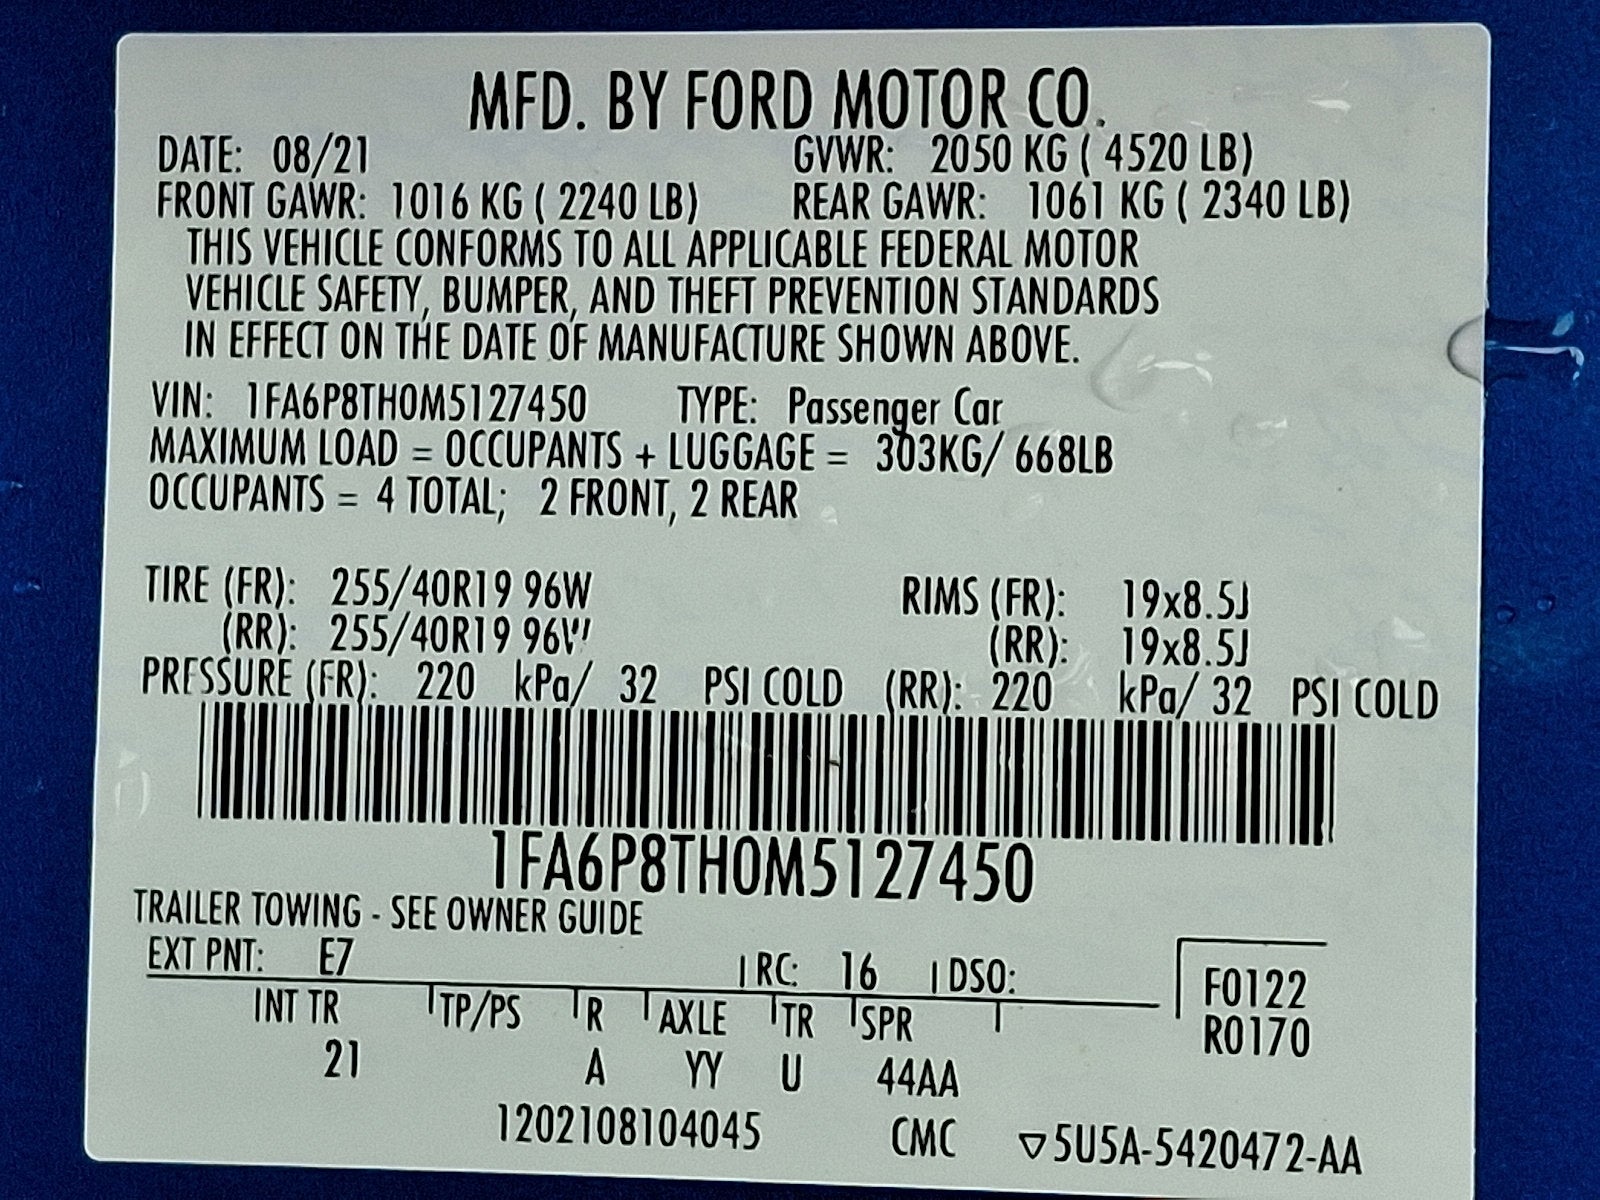 MFD. BY FORD MOTOR CO.
DATE: 08/21 GVWR: 2050 KG ( 4520 LB)
FRONT GAWR: 1016 KG ( 2240 LB) REAR GAWR: 1061 KG ( 2340 LB)
THIS VEHICLE CONFORMS TO ALL APPLICABLE FEDERAL MOTOR
VEHICLE SAFETY, BUMPER, AND THEFT PREVENTION STANDARDS
IN EFFECT ON THE DATE OF MANUFACTURE SHOWN ABOVE.
VIN: 1FA6P8TH0M5127450 TYPE: Passenger Car
MAXIMUM LOAD = OCCUPANTS + LUGGAGE = 303KG/ 668LB
OCCUPANTS = 4 TOTAL; 2 FRONT, 2 REAR
TIRE (FR): 255/40R19 96W RIMS (FR): 19x8.5J
(RR): 255/40R19 96W (RR): 19x8.5J
PRESSURE (FR): 220 kPa/ 32 PSI COLD (RR): 220 kPa/ 32 PSI COLD
1FA6P8TH0M5127450
TRAILER TOWING - SEE OWNER GUIDE
EXT PNT: E7 RC: 16 DSO: F0122
INT TR TP/PS R AXLE TR SPR R0170
21 A YY U 44AA
1202108104045 CMC ▽5U5A-5420472-AA